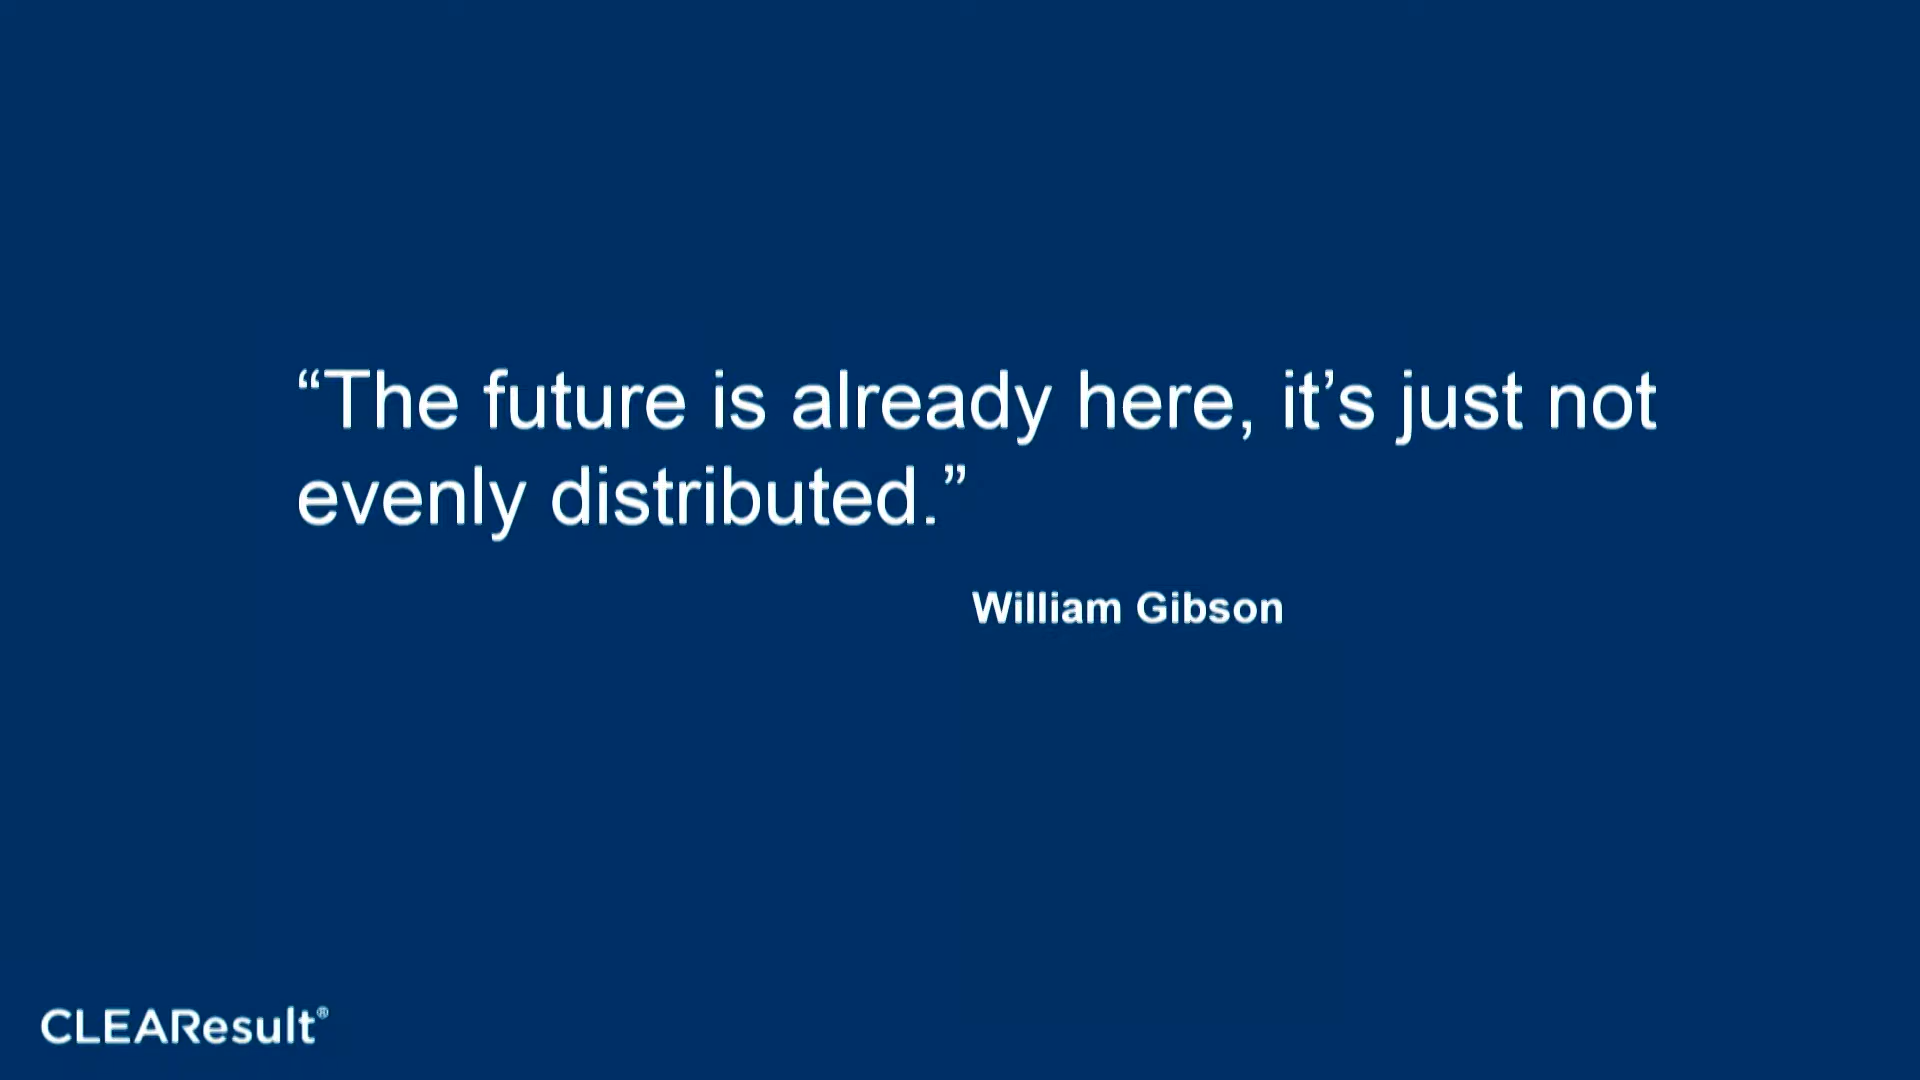 “The future is already here, it’s just not
evenly distributed.”
William Gibson
CLEAResult®